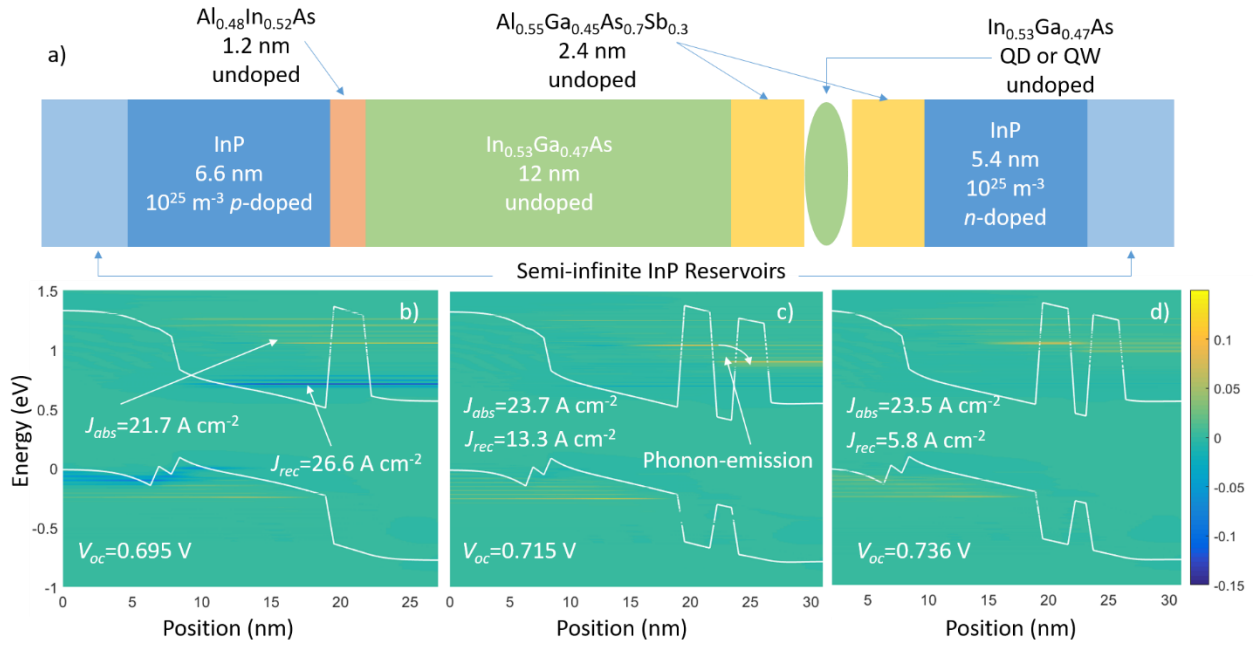 a)
Al0.48In0.52As
1.2 nm
undoped
Al0.55Ga0.45As0.7Sb0.3
2.4 nm
undoped
In0.53Ga0.47As
QD or QW
undoped
InP
6.6 nm
10^25 m^-3 p-doped
In0.53Ga0.47As
12 nm
undoped
InP
5.4 nm
10^25 m^-3
n-doped
Semi-infinite InP Reservoirs
Energy (eV)
1.5
1
0.5
0
-0.5
-1
b)
Jabs=21.7 A cm^-2
Jrec=26.6 A cm^-2
Voc=0.695 V
0 5 10 15 20 25
Position (nm)
c)
Jabs=23.7 A cm^-2
Jrec=13.3 A cm^-2
Phonon-emission
Voc=0.715 V
0 5 10 15 20 25 30
Position (nm)
d)
Jabs=23.5 A cm^-2
Jrec=5.8 A cm^-2
Voc=0.736 V
5 10 15 20 25 30
Position (nm)
0.1
0.05
0
-0.05
-0.1
-0.15